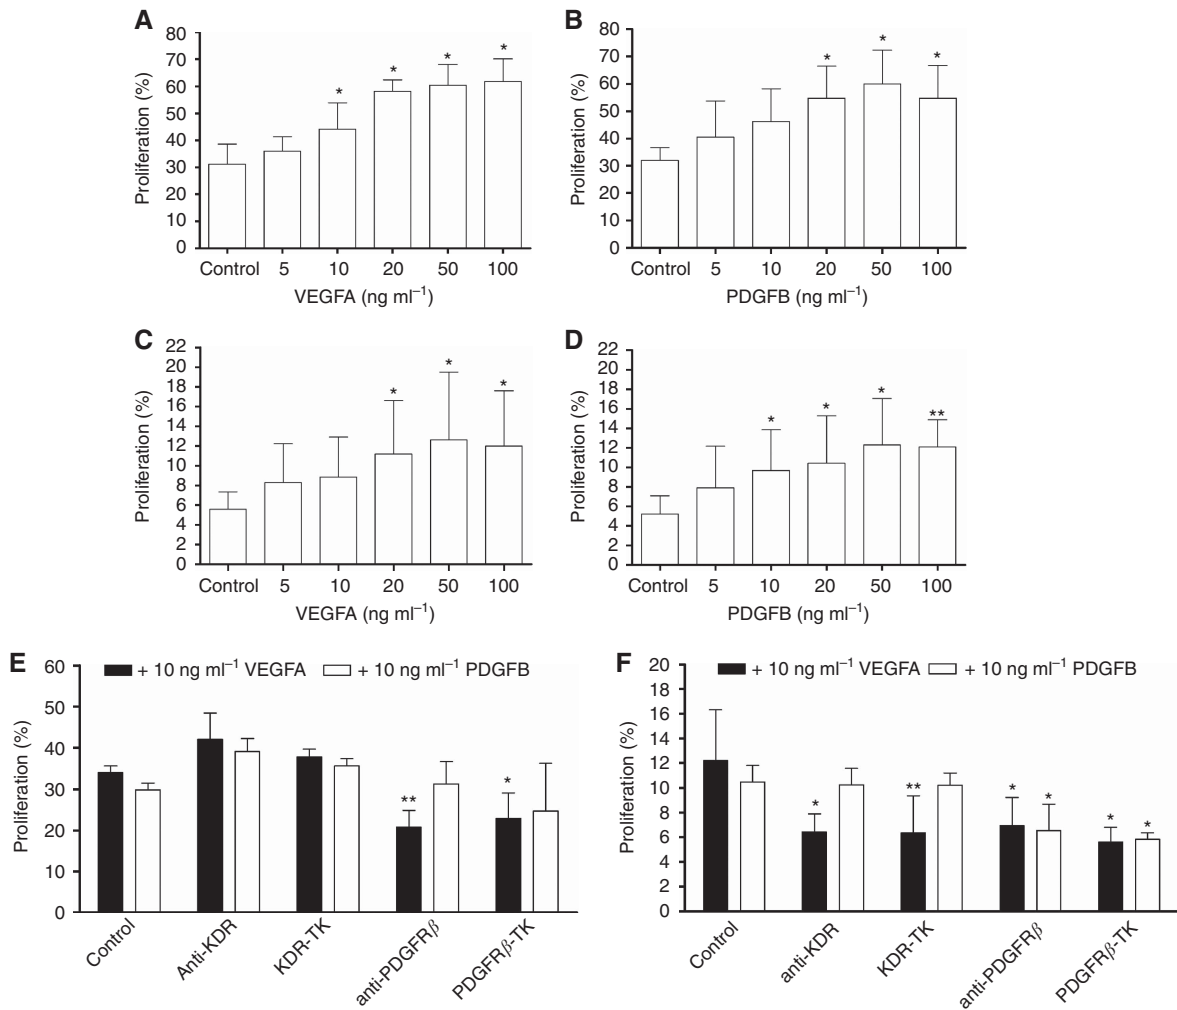 A
Proliferation (%)
80
70
60
50
40
30
20
10
0
* * * * *
Control 5 10 20 50 100
VEGFA (ng ml⁻¹)
B
Proliferation (%)
80
70
60
50
40
30
20
10
0
* * *
Control 5 10 20 50 100
PDGFB (ng ml⁻¹)
C
Proliferation (%)
22
20
18
16
14
12
10
8
6
4
2
0
* * *
Control 5 10 20 50 100
VEGFA (ng ml⁻¹)
D
Proliferation (%)
22
20
18
16
14
12
10
8
6
4
2
0
* * * **
Control 5 10 20 50 100
PDGFB (ng ml⁻¹)
E
+ 10 ng ml⁻¹ VEGFA + 10 ng ml⁻¹ PDGFB
Proliferation (%)
60
50
40
30
20
10
0
** *
Control
Anti-KDR
KDR-TK
anti-PDGFRβ
PDGFRβ-TK
F
+ 10 ng ml⁻¹ VEGFA + 10 ng ml⁻¹ PDGFB
Proliferation (%)
20
18
16
14
12
10
8
6
4
2
0
* ** * * * *
Control
anti-KDR
KDR-TK
anti-PDGFRβ
PDGFRβ-TK